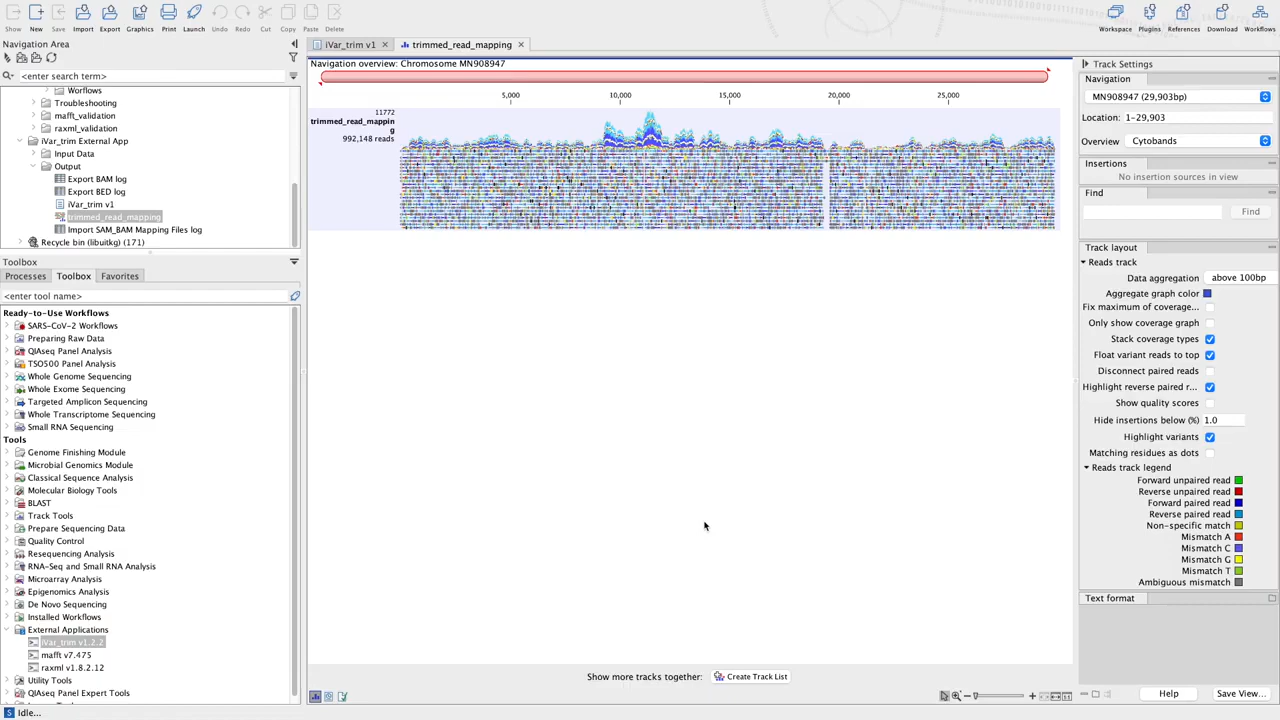 Show New Save Import Export Graphics Print Launch Undo Redo Cut Copy Paste Delete Workspace Plugins References Download Workflows
Navigation Area
<enter search term>
Worflows
Troubleshooting
mafft_validation
raxml_validation
iVar_trim External App
Input Data
Output
Export BAM log
Export BED log
iVar_trim v1
trimmed_read_mapping
Import SAM_BAM Mapping Files log
Recycle bin (libuitkg) (171)
Toolbox
Processes Toolbox Favorites
<enter tool name>
Ready-to-Use Workflows
SARS-CoV-2 Workflows
Preparing Raw Data
QIAseq Panel Analysis
TSO500 Panel Analysis
Whole Genome Sequencing
Whole Exome Sequencing
Targeted Amplicon Sequencing
Whole Transcriptome Sequencing
Small RNA Sequencing
Tools
Genome Finishing Module
Microbial Genomics Module
Classical Sequence Analysis
Molecular Biology Tools
BLAST
Track Tools
Prepare Sequencing Data
Quality Control
Resequencing Analysis
RNA-Seq and Small RNA Analysis
Microarray Analysis
Epigenomics Analysis
De Novo Sequencing
Installed Workflows
External Applications
iVar_trim v1.2.2
mafft v7.475
raxml v1.8.2.12
Utility Tools
QIAseq Panel Expert Tools
Idle...
iVar_trim v1 trimmed_read_mapping
Navigation overview: Chromosome MN908947
5,000 10,000 15,000 20,000 25,000
11772
trimmed_read_mappin
g
992,148 reads
Show more tracks together: Create Track List
Track Settings
Navigation
MN908947 (29,903bp)
Location: 1-29,903
Overview Cytobands
Insertions
No insertion sources in view
Find
Find
Track layout
Reads track
Data aggregation above 100bp
Aggregate graph color
Fix maximum of coverage...
Only show coverage graph
Stack coverage types
Float variant reads to top
Disconnect paired reads
Highlight reverse paired r...
Show quality scores
Hide insertions below (%) 1.0
Highlight variants
Matching residues as dots
Reads track legend
Forward unpaired read
Reverse unpaired read
Forward paired read
Reverse paired read
Non-specific match
Mismatch A
Mismatch C
Mismatch G
Mismatch T
Ambiguous mismatch
Text format
Help Save View...